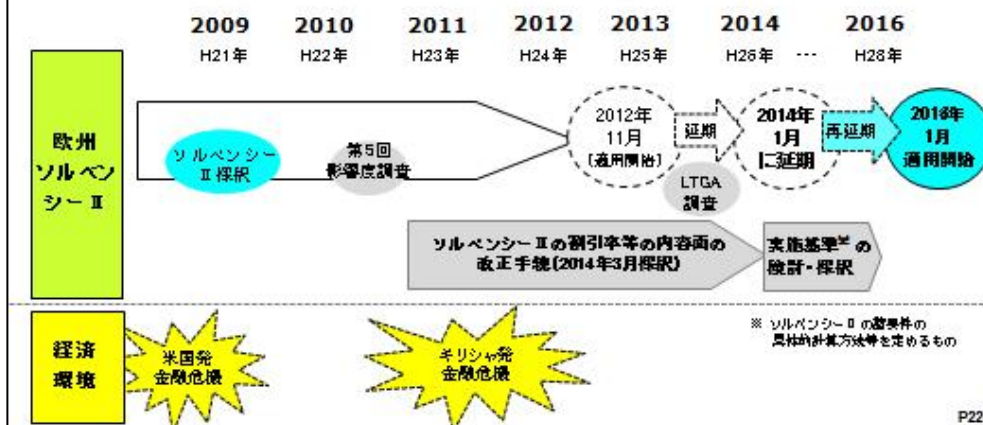 2009 2010 2011 2012 2013 2014 2016
H21年 H22年 H23年 H24年 H25年 H26年 --- H28年
欧州
ソルベン
シーⅡ
ソルベンシー
Ⅱ採択
第5回
影響度調査
2012年
11月
(適用開始)
延期
2014年
1月
に延期
再延期
2016年
1月
適用開始
LTGA
調査
ソルベンシーⅡの割引率等の内容面の
改正手続(2014年3月採択)
実施基準※の
検討・採択
経済
環境
米国発
金融危機
ギリシャ発
金融危機
※ ソルベンシーⅡの諸要件の
具体的計算方法等を定めるもの
P22